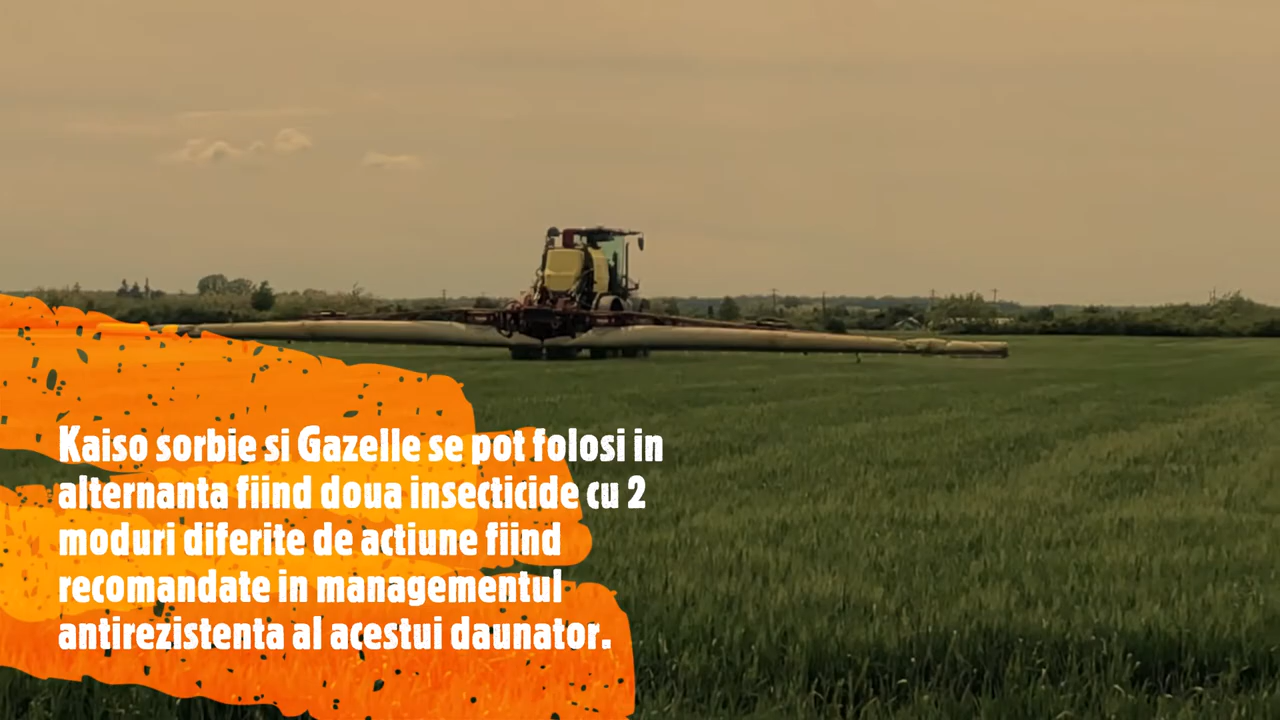 Kaiso sorbie si Gazelle se pot folosi in
alternanta fiind doua insecticide cu 2
moduri diferite de actiune fiind
recomandate in managementul
antirezistenta al acestui daunator.